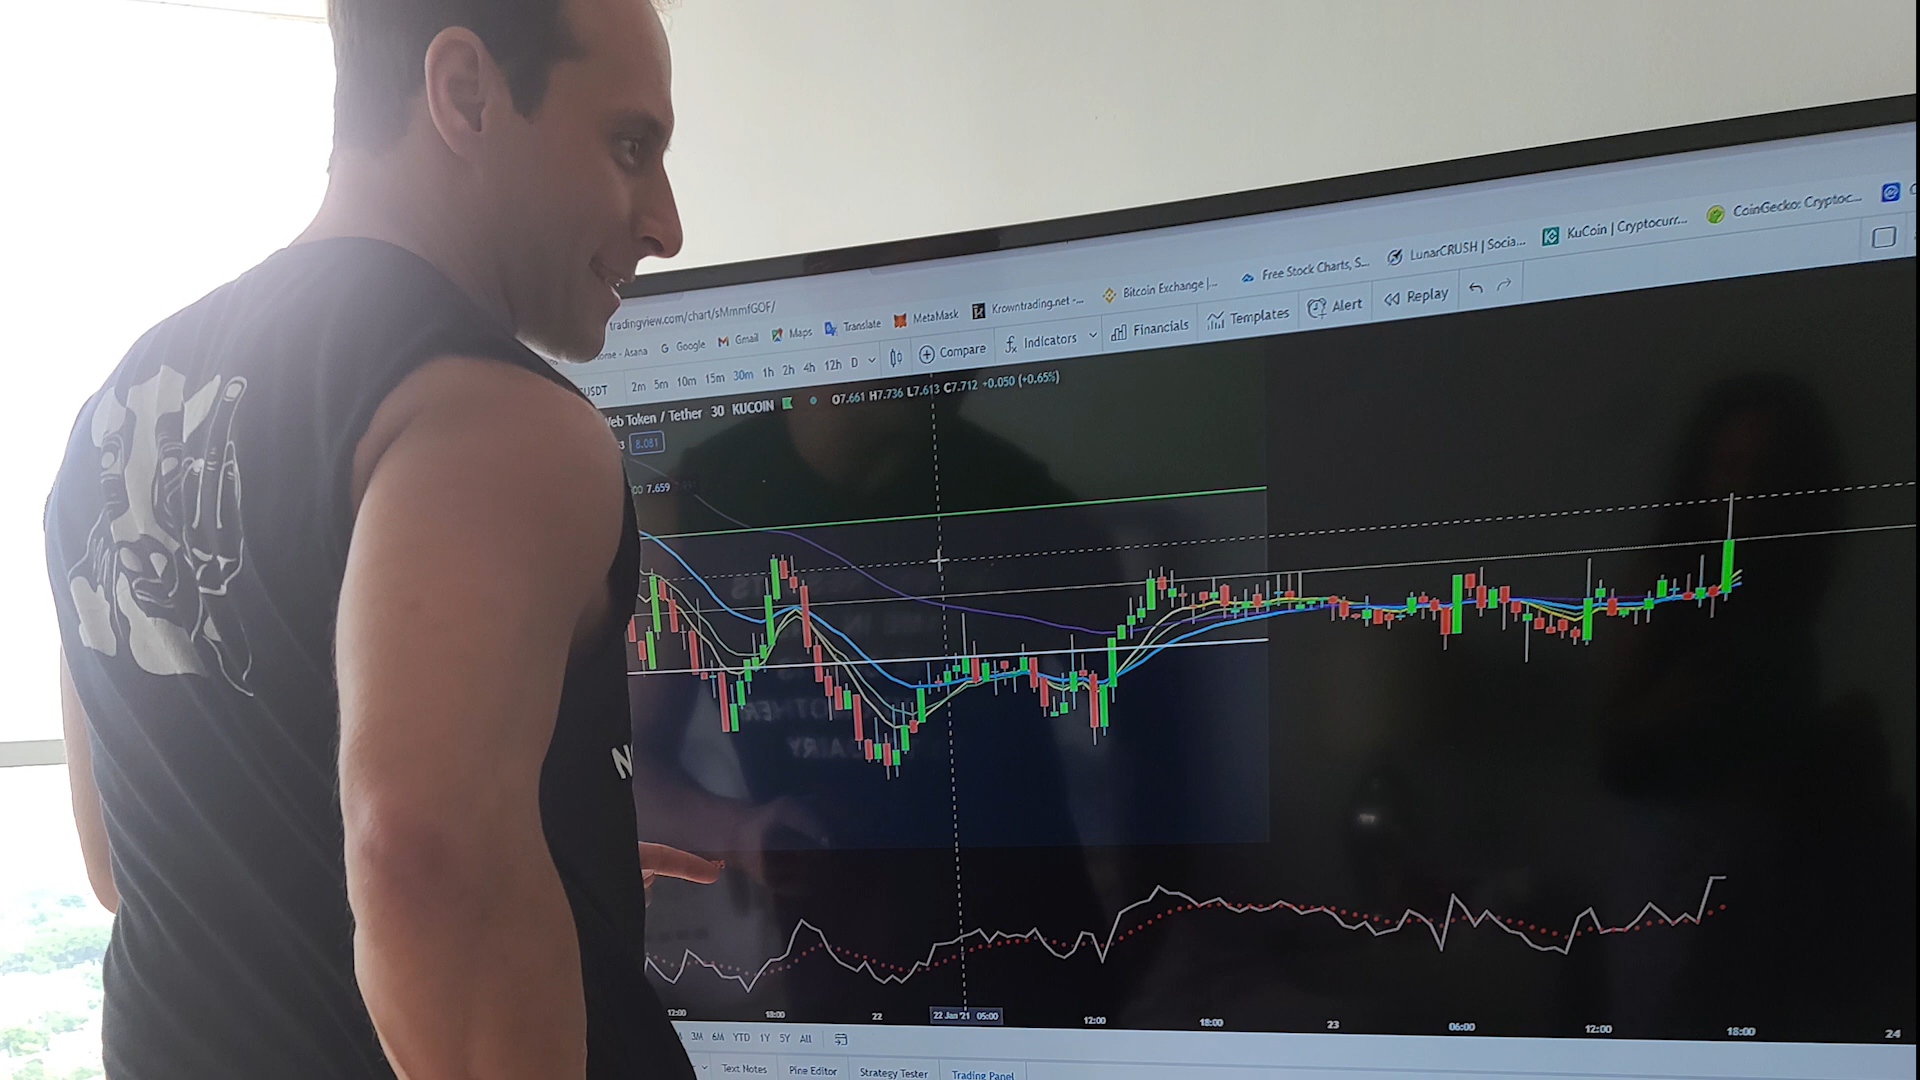 tradingview.com/chart/sMmmfGOF/
ome - Asana Google Gmail Maps Translate MetaMask Krowntrading.net -... Bitcoin Exchange |... Free Stock Charts, S... LunarCRUSH | Socia... KuCoin | Cryptocurr... CoinGecko: Cryptoc...
USDT 2m 5m 10m 15m 30m 1h 2h 4h 12h D Compare Indicators Financials Templates Alert Replay
Web Token / Tether 30 KUCOIN O7.661 H7.736 L7.613 C7.712 +0.050 (+0.65%)
8.081
00 7.659
N
12:00 18:00 22 22 Jan '21 05:00 12:00 18:00 23 06:00 12:00 18:00 24
3M 6M YTD 1Y 5Y All
Text Notes Pine Editor Strategy Tester Trading Panel